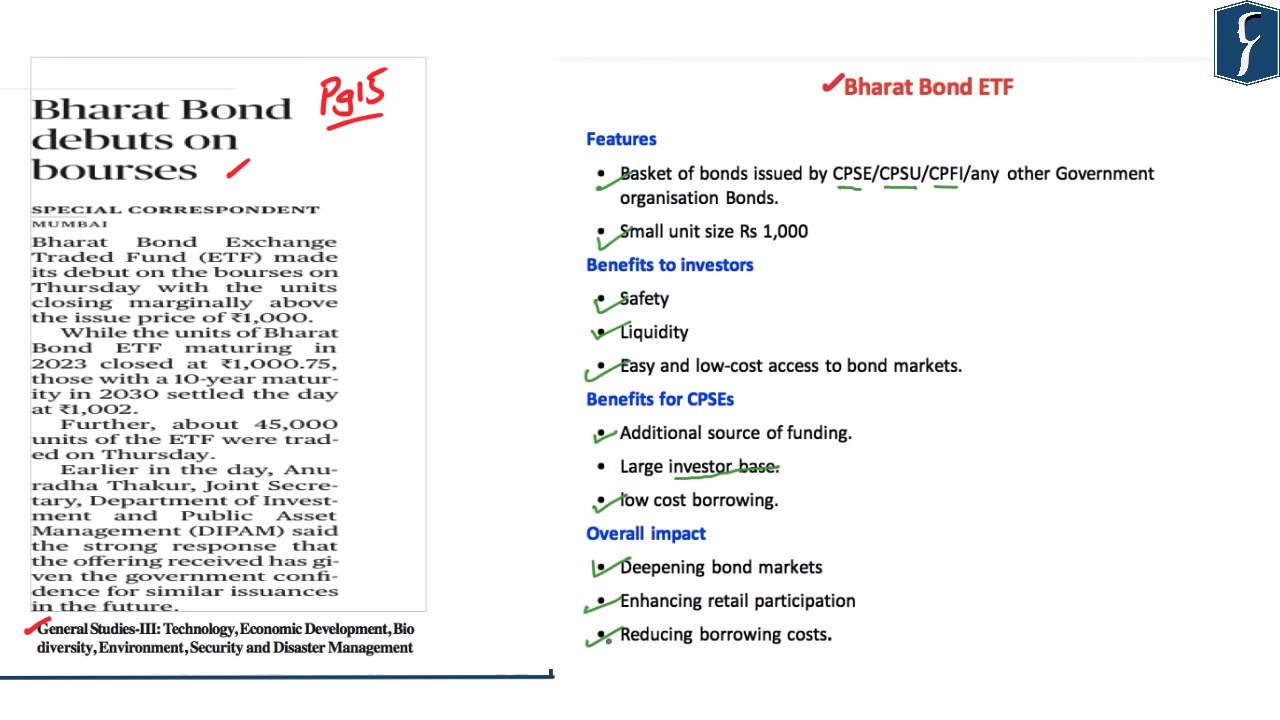 Pg15
Bharat Bond
debuts on
bourses
SPECIAL CORRESPONDENT
MUMBAI
Bharat Bond Exchange
Traded Fund (ETF) made
its debut on the bourses on
Thursday with the units
closing marginally above
the issue price of ₹1,000.
While the units of Bharat
Bond ETF maturing in
2023 closed at ₹1,000.75,
those with a 10-year matur-
ity in 2030 settled the day
at ₹1,002.
Further, about 45,000
units of the ETF were trad-
ed on Thursday.
Earlier in the day, Anu-
radha Thakur, Joint Secre-
tary, Department of Invest-
ment and Public Asset
Management (DIPAM) said
the strong response that
the offering received has gi-
ven the government confi-
dence for similar issuances
in the future.
General Studies-III: Technology, Economic Development, Bio
diversity, Environment, Security and Disaster Management
Bharat Bond ETF
Features
• Basket of bonds issued by CPSE/CPSU/CPFI/any other Government
organisation Bonds.
• Small unit size Rs 1,000
Benefits to investors
• Safety
• Liquidity
• Easy and low-cost access to bond markets.
Benefits for CPSEs
• Additional source of funding.
• Large investor base.
• low cost borrowing.
Overall impact
• Deepening bond markets
• Enhancing retail participation
• Reducing borrowing costs.